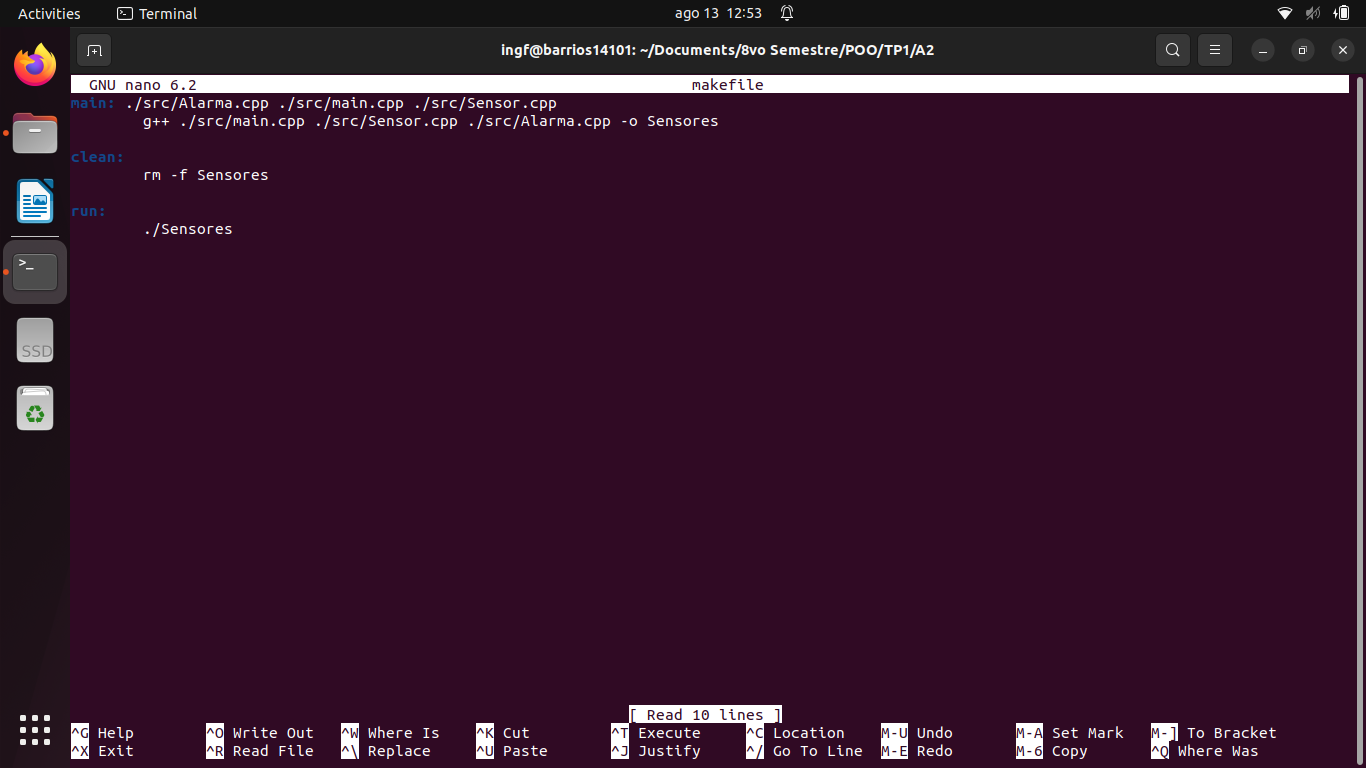 Activities Terminal ago 13 12:53
ingf@barrios14101: ~/Documents/8vo Semestre/POO/TP1/A2
GNU nano 6.2 makefile
main: ./src/Alarma.cpp ./src/main.cpp ./src/Sensor.cpp
g++ ./src/main.cpp ./src/Sensor.cpp ./src/Alarma.cpp -o Sensores
clean:
rm -f Sensores
run:
./Sensores
>_
SSD
[ Read 10 lines ]
^G Help ^O Write Out ^W Where Is ^K Cut ^T Execute ^C Location M-U Undo M-A Set Mark M-] To Bracket
^X Exit ^R Read File ^\ Replace ^U Paste ^J Justify ^/ Go To Line M-E Redo M-6 Copy ^Q Where Was